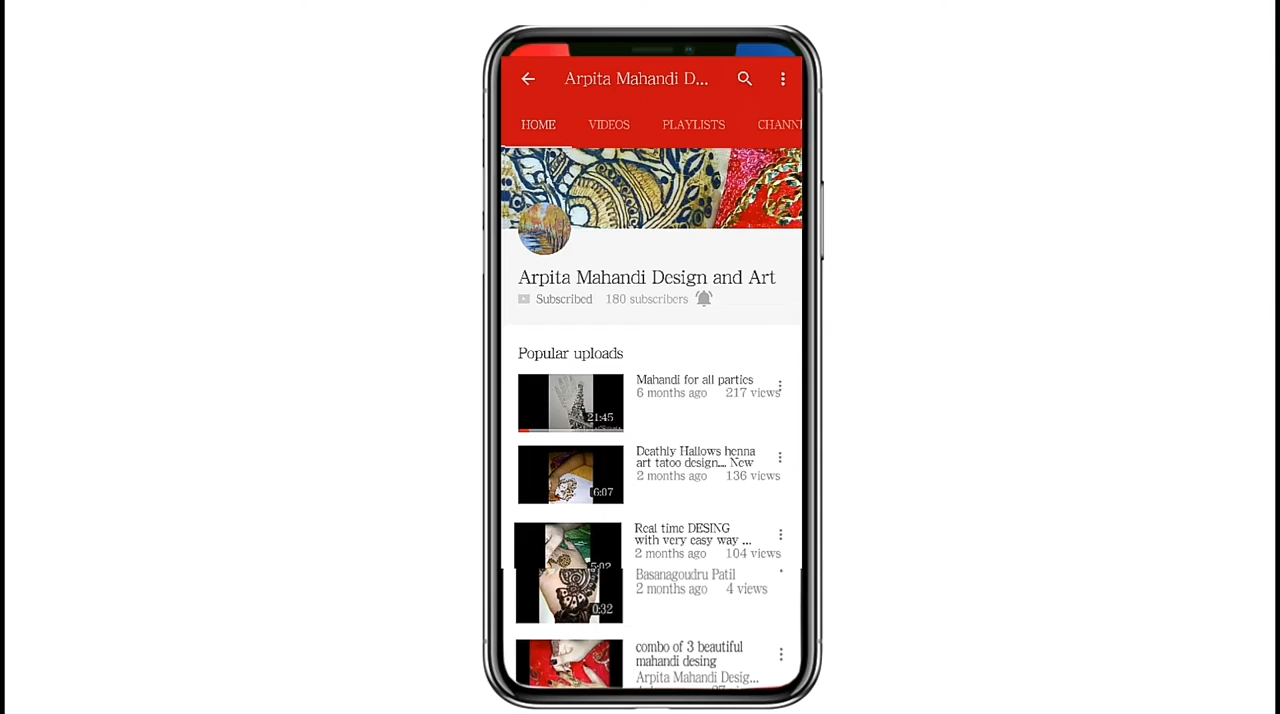 Arpita Mahandi D...
HOME VIDEOS PLAYLISTS CHANN
Arpita Mahandi Design and Art
Subscribed 180 subscribers
Popular uploads
Mahandi for all parties
6 months ago 217 views
21:45
Deathly Hallows henna
art tatoo design.... New
2 months ago 136 views
6:07
Real time DESING
with very easy way ...
2 months ago 104 views
5:02
Basanagoudru Patil
2 months ago 4 views
0:32
combo of 3 beautiful
mahandi desing
Arpita Mahandi Desig...